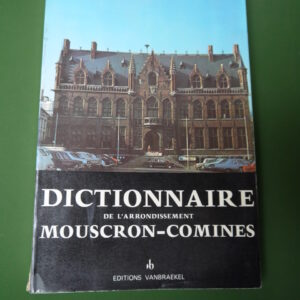 DICTIONNAIRE
DE L'ARRONDISSEMENT
MOUSCRON-COMINES
EDITIONS VANBRAEKEL